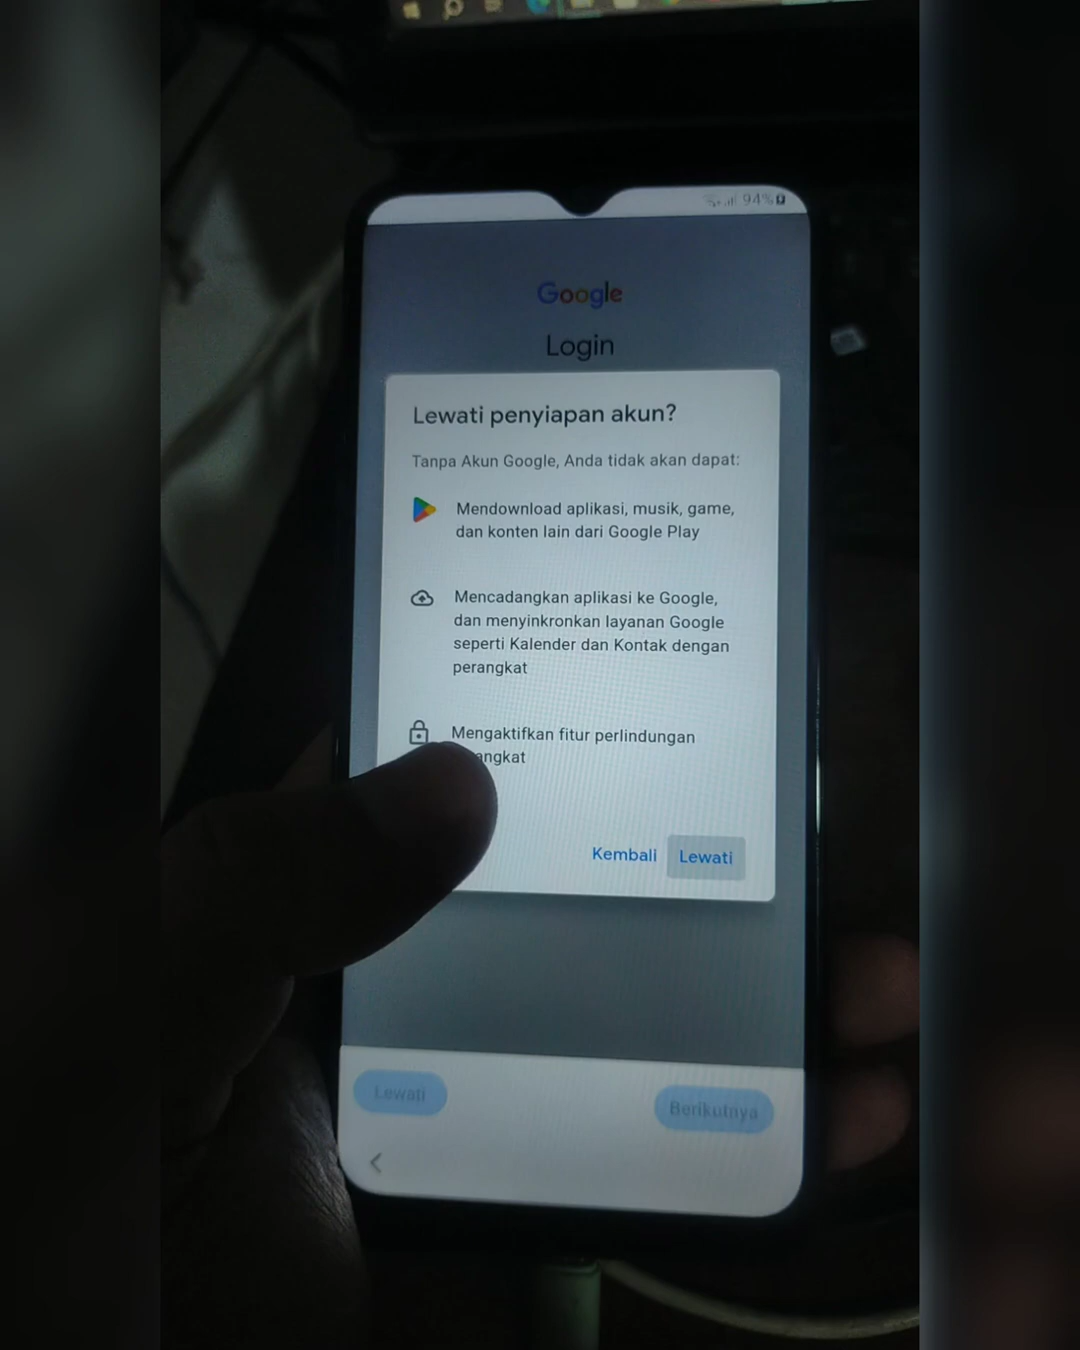 94%
Google
Login
Lewati penyiapan akun?
Tanpa Akun Google, Anda tidak akan dapat:
Mendownload aplikasi, musik, game,
dan konten lain dari Google Play
Mencadangkan aplikasi ke Google,
dan menyinkronkan layanan Google
seperti Kalender dan Kontak dengan
perangkat
Mengaktifkan fitur perlindungan
angkat
Kembali Lewati
Lewati Berikutnya